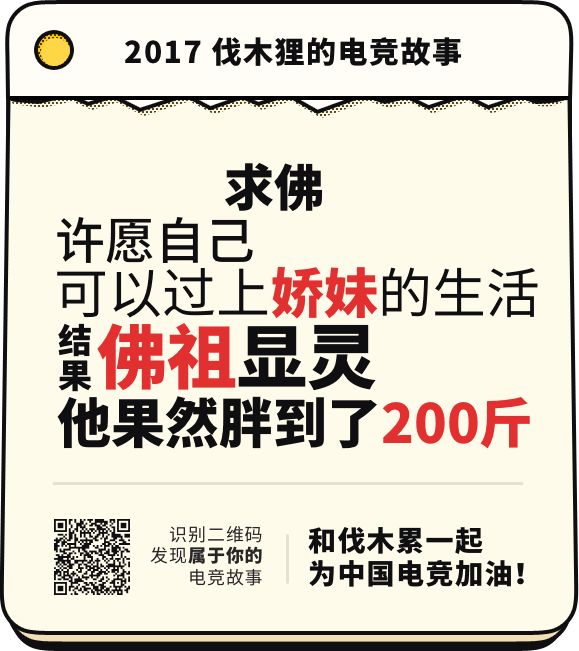 2017 伐木狸的电竞故事
求佛
许愿自己
可以过上娇妹的生活
结果佛祖显灵
他果然胖到了200斤
识别二维码
发现属于你的
电竞故事
和伐木累一起
为中国电竞加油!